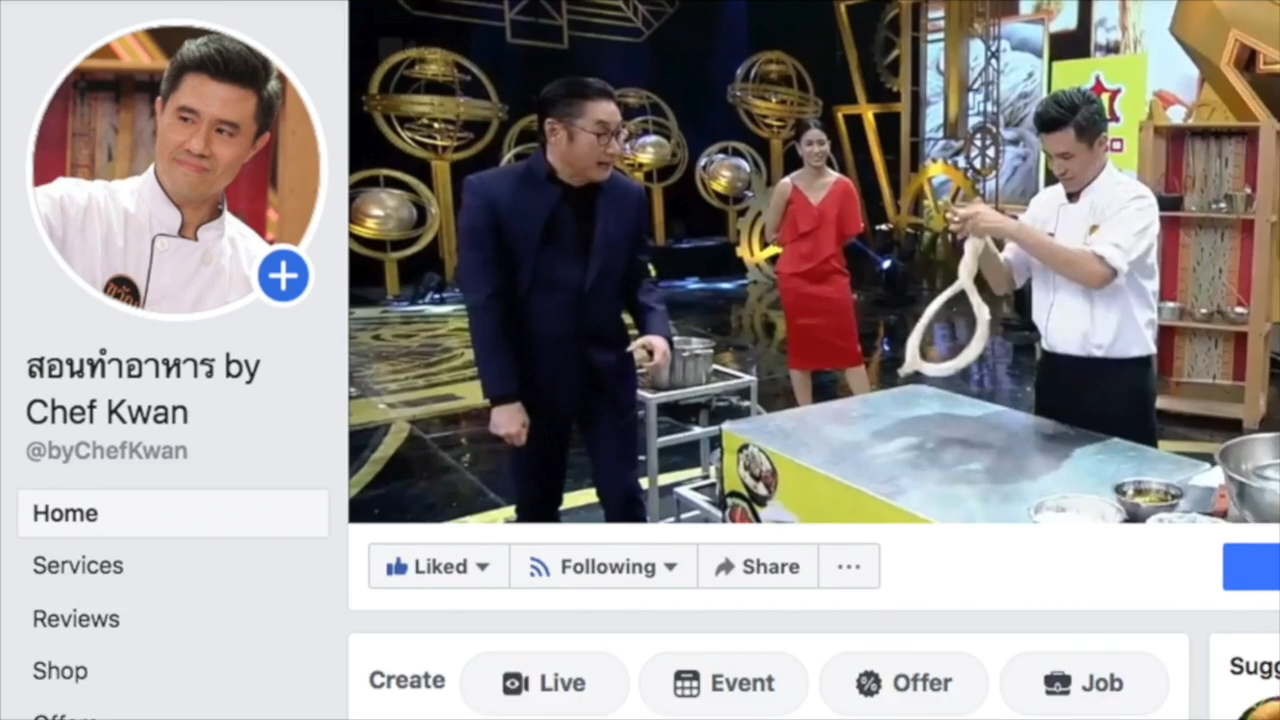 สอนทำอาหาร by
Chef Kwan
@byChefKwan
Home
Services
Reviews
Shop
Liked
Following
Share
Create
Live
Event
Offer
Job